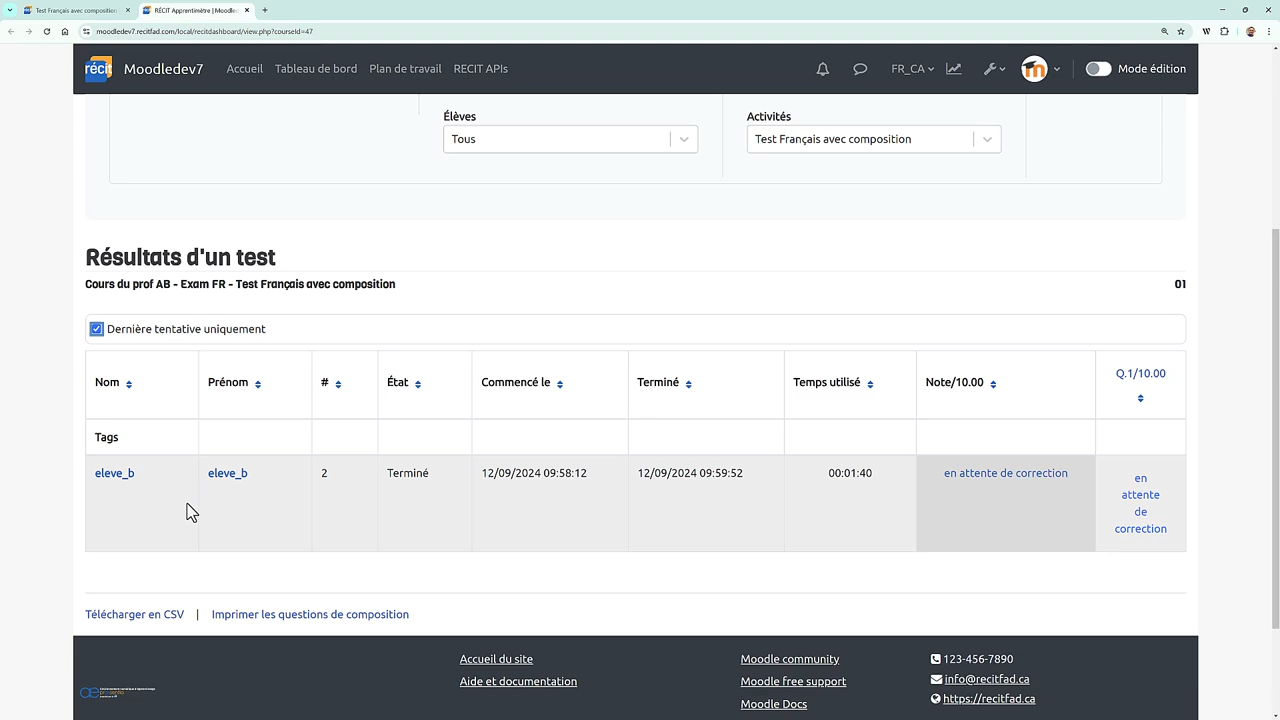 Test Français avec composition
RÉCIT Apprentimètre | Moodle
moodledev7.recitfad.com/local/recitdashboard/view.php?courseId=47
récit
Moodledev7
Accueil
Tableau de bord
Plan de travail
RECIT APIs
FR_CA
Mode édition
Élèves
Activités
Tous
Test Français avec composition
Résultats d'un test
Cours du prof AB - Exam FR - Test Français avec composition
01
Dernière tentative uniquement
Nom
Prénom
#
État
Commencé le
Terminé
Temps utilisé
Note/10.00
Q.1/10.00
Tags
eleve_b
eleve_b
2
Terminé
12/09/2024 09:58:12
12/09/2024 09:59:52
00:01:40
en attente de correction
en
attente
de
correction
Télécharger en CSV | Imprimer les questions de composition
Accueil du site
Aide et documentation
Moodle community
Moodle free support
Moodle Docs
123-456-7890
info@recitfad.ca
https://recitfad.ca